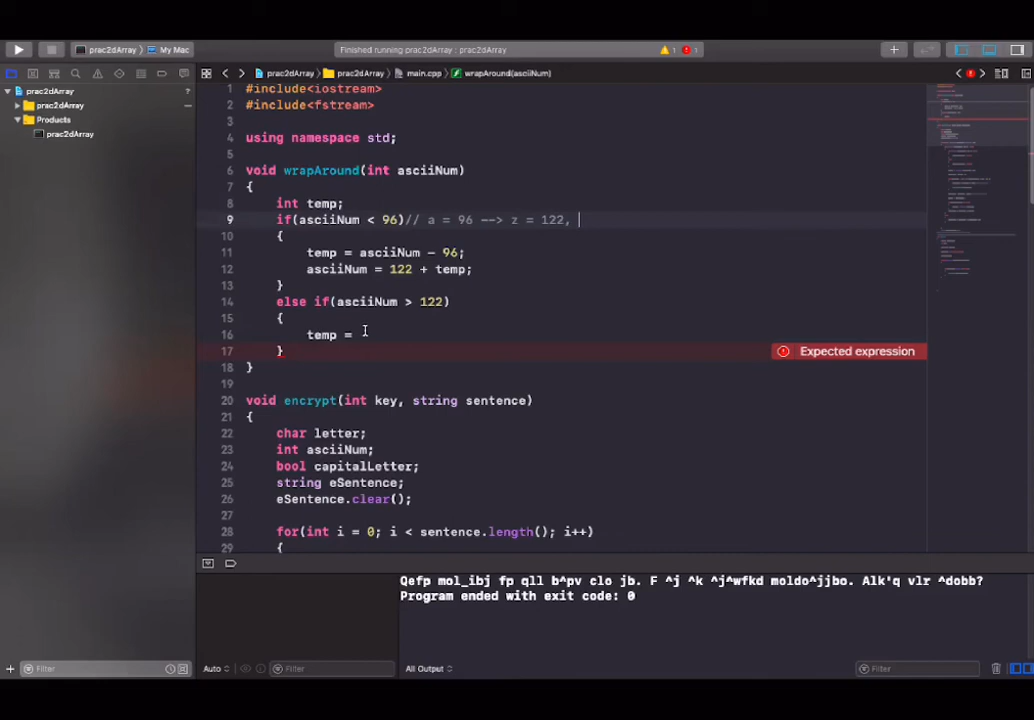 prac2dArray > My Mac
Finished running prac2dArray : prac2dArray
1
1
prac2dArray > prac2dArray > main.cpp > wrapAround(asciiNum)
prac2dArray
?
prac2dArray
Products
prac2dArray
1 #include<iostream>
2 #include<fstream>
3
4 using namespace std;
5
6 void wrapAround(int asciiNum)
7 {
8 int temp;
9 if(asciiNum < 96)// a = 96 --> z = 122,
10 {
11 temp = asciiNum - 96;
12 asciiNum = 122 + temp;
13 }
14 else if(asciiNum > 122)
15 {
16 temp =
17 }
Expected expression
18 }
19
20 void encrypt(int key, string sentence)
21 {
22 char letter;
23 int asciiNum;
24 bool capitalLetter;
25 string eSentence;
26 eSentence.clear();
27
28 for(int i = 0; i < sentence.length(); i++)
29 {
Qefp mol_ibj fp qll b^pv clo jb. F ^j ^k ^j^wfkd moldo^jjbo. Alk'q vlr ^dobb?
Program ended with exit code: 0
Filter
Auto
Filter
All Output
Filter